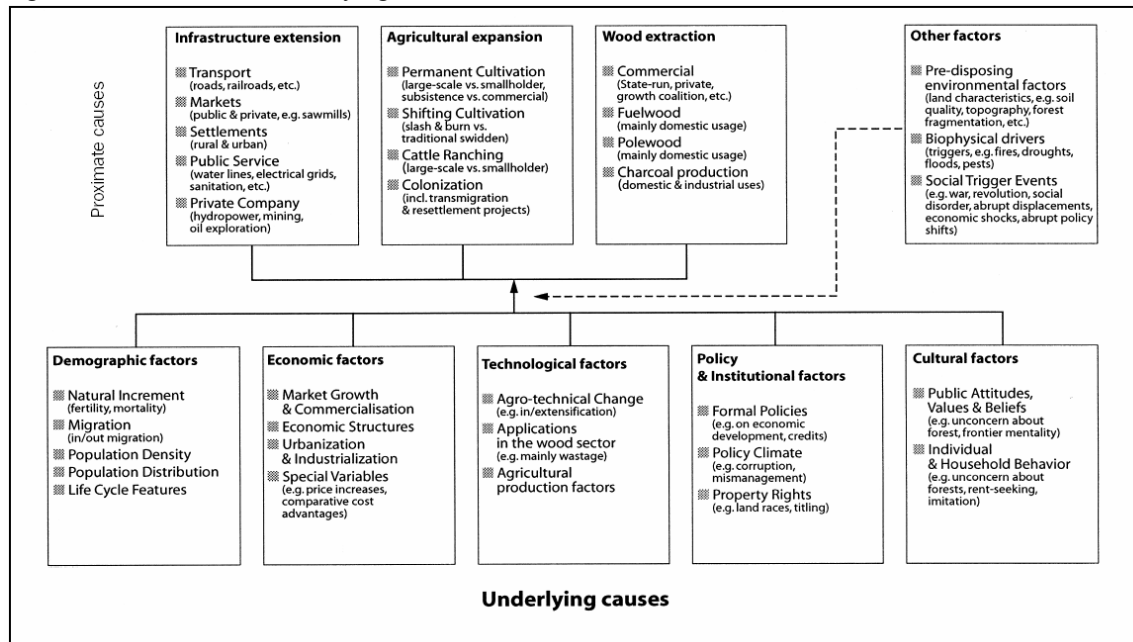 Proximate causes
Infrastructure extension
Transport
(roads, railroads, etc.)
Markets
(public & private, e.g. sawmills)
Settlements
(rural & urban)
Public Service
(water lines, electrical grids,
sanitation, etc.)
Private Company
(hydropower, mining,
oil exploration)
Agricultural expansion
Permanent Cultivation
(large-scale vs. smallholder,
subsistence vs. commercial)
Shifting Cultivation
(slash & burn vs.
traditional swidden)
Cattle Ranching
(large-scale vs. smallholder)
Colonization
(incl. transmigration
& resettlement projects)
Wood extraction
Commercial
(State-run, private,
growth coalition, etc.)
Fuelwood
(mainly domestic usage)
Polewood
(mainly domestic usage)
Charcoal production
(domestic & industrial uses)
Other factors
Pre-disposing
environmental factors
(land characteristics, e.g. soil
quality, topography, forest
fragmentation, etc.)
Biophysical drivers
(triggers, e.g. fires, droughts,
floods, pests)
Social Trigger Events
(e.g. war, revolution, social
disorder, abrupt displacements,
economic shocks, abrupt policy
shifts)
Demographic factors
Natural Increment
(fertility, mortality)
Migration
(in/out migration)
Population Density
Population Distribution
Life Cycle Features
Economic factors
Market Growth
& Commercialisation
Economic Structures
Urbanization
& Industrialization
Special Variables
(e.g. price increases,
comparative cost
advantages)
Technological factors
Agro-technical Change
(e.g. in/extensification)
Applications
in the wood sector
(e.g. mainly wastage)
Agricultural
production factors
Policy
& Institutional factors
Formal Policies
(e.g. on economic
development, credits)
Policy Climate
(e.g. corruption,
mismanagement)
Property Rights
(e.g. land races, titling)
Cultural factors
Public Attitudes,
Values & Beliefs
(e.g. unconcern about
forest, frontier mentality)
Individual
& Household Behavior
(e.g. unconcern about
forests, rent-seeking,
imitation)
Underlying causes